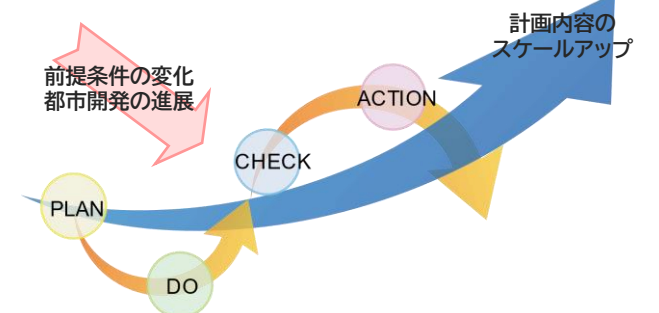 計画内容の
スケールアップ
前提条件の変化
都市開発の進展
ACTION
CHECK
PLAN
DO